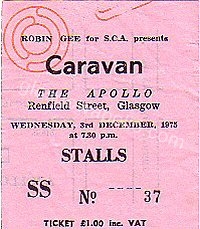 ROBIN GEE for S.C.A. presents
Caravan
THE APOLLO
Renfield Street, Glasgow
WEDNESDAY, 3rd DECEMBER, 1975
at 7.30 p.m.
STALLS
SS No ---- 37
TICKET £1.00 inc. VAT